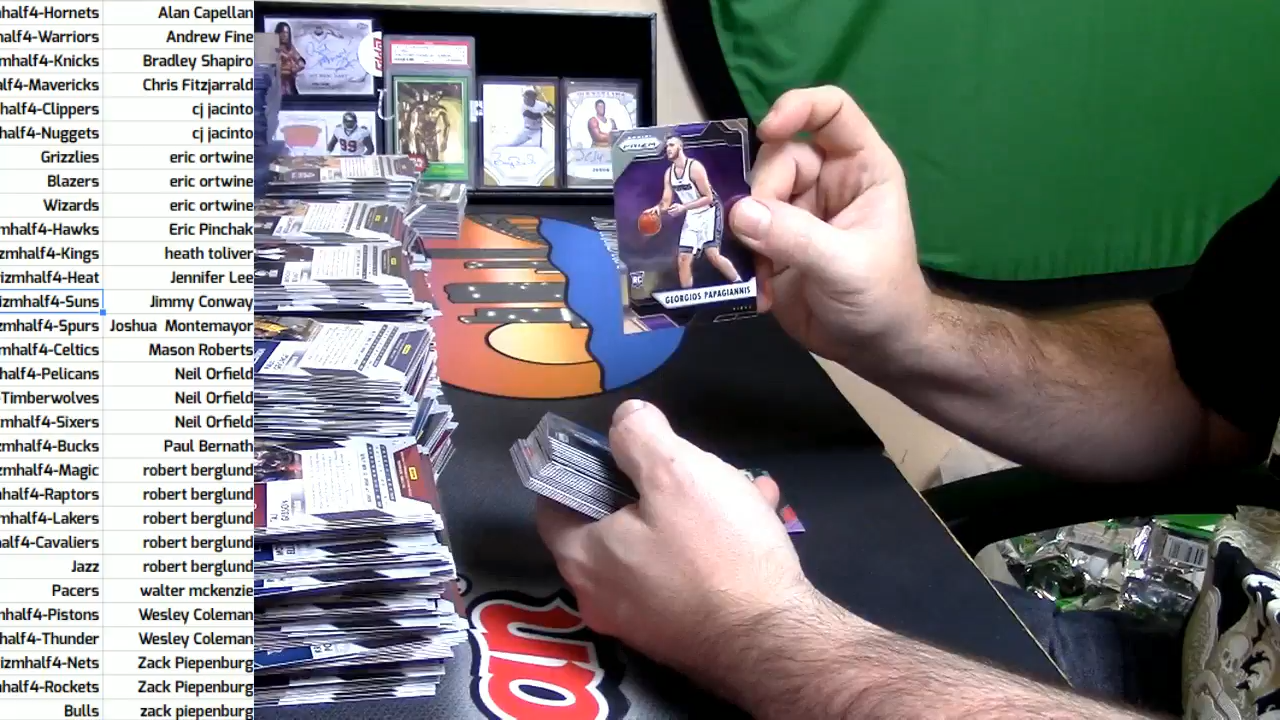 half4-Hornets Alan Capellan
half4-Warriors Andrew Fine
mhalf4-Knicks Bradley Shapiro
alf4-Mavericks Chris Fitzjarrald
half4-Clippers cj jacinto
half4-Nuggets cj jacinto
Grizzlies eric ortwine
Blazers eric ortwine
Wizards eric ortwine
mhalf4-Hawks Eric Pinchak
zmhalf4-Kings heath toliver
izmhalf4-Heat Jennifer Lee
izmhalf4-Suns Jimmy Conway
zmhalf4-Spurs Joshua Montemayor
mhalf4-Celtics Mason Roberts
half4-Pelicans Neil Orfield
-Timberwolves Neil Orfield
mhalf4-Sixers Neil Orfield
zmhalf4-Bucks Paul Bernath
zmhalf4-Magic robert berglund
half4-Raptors robert berglund
mhalf4-Lakers robert berglund
alf4-Cavaliers robert berglund
Jazz robert berglund
Pacers walter mckenzie
half4-Pistons Wesley Coleman
half4-Thunder Wesley Coleman
izmhalf4-Nets Zack Piepenburg
half4-Rockets Zack Piepenburg
Bulls zack piepenburg
PANINI
PRIZM
RC
GEORGIOS PAPAGIANNIS
KINGS
99